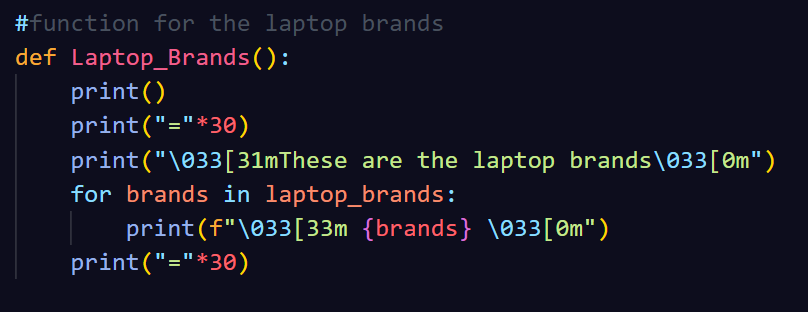 #function for the laptop brands
def Laptop_Brands():
    print()
    print("="*30)
    print("\033[31mThese are the laptop brands\033[0m")
    for brands in laptop_brands:
        print(f"\033[33m {brands} \033[0m")
    print("="*30)